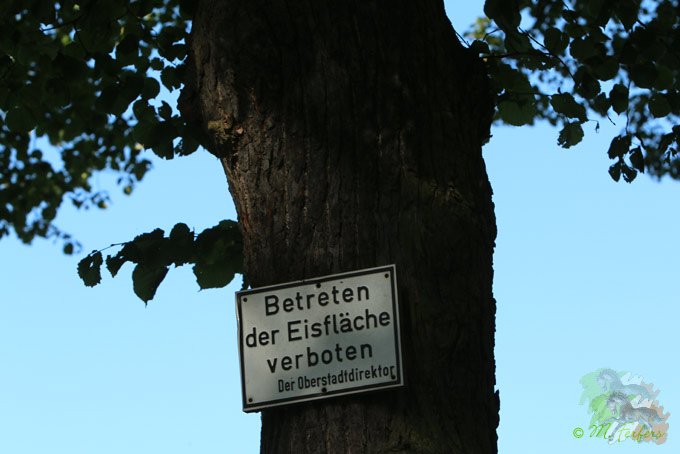 Betreten
der Eisfläche
verboten
Der Oberstadtdirektor